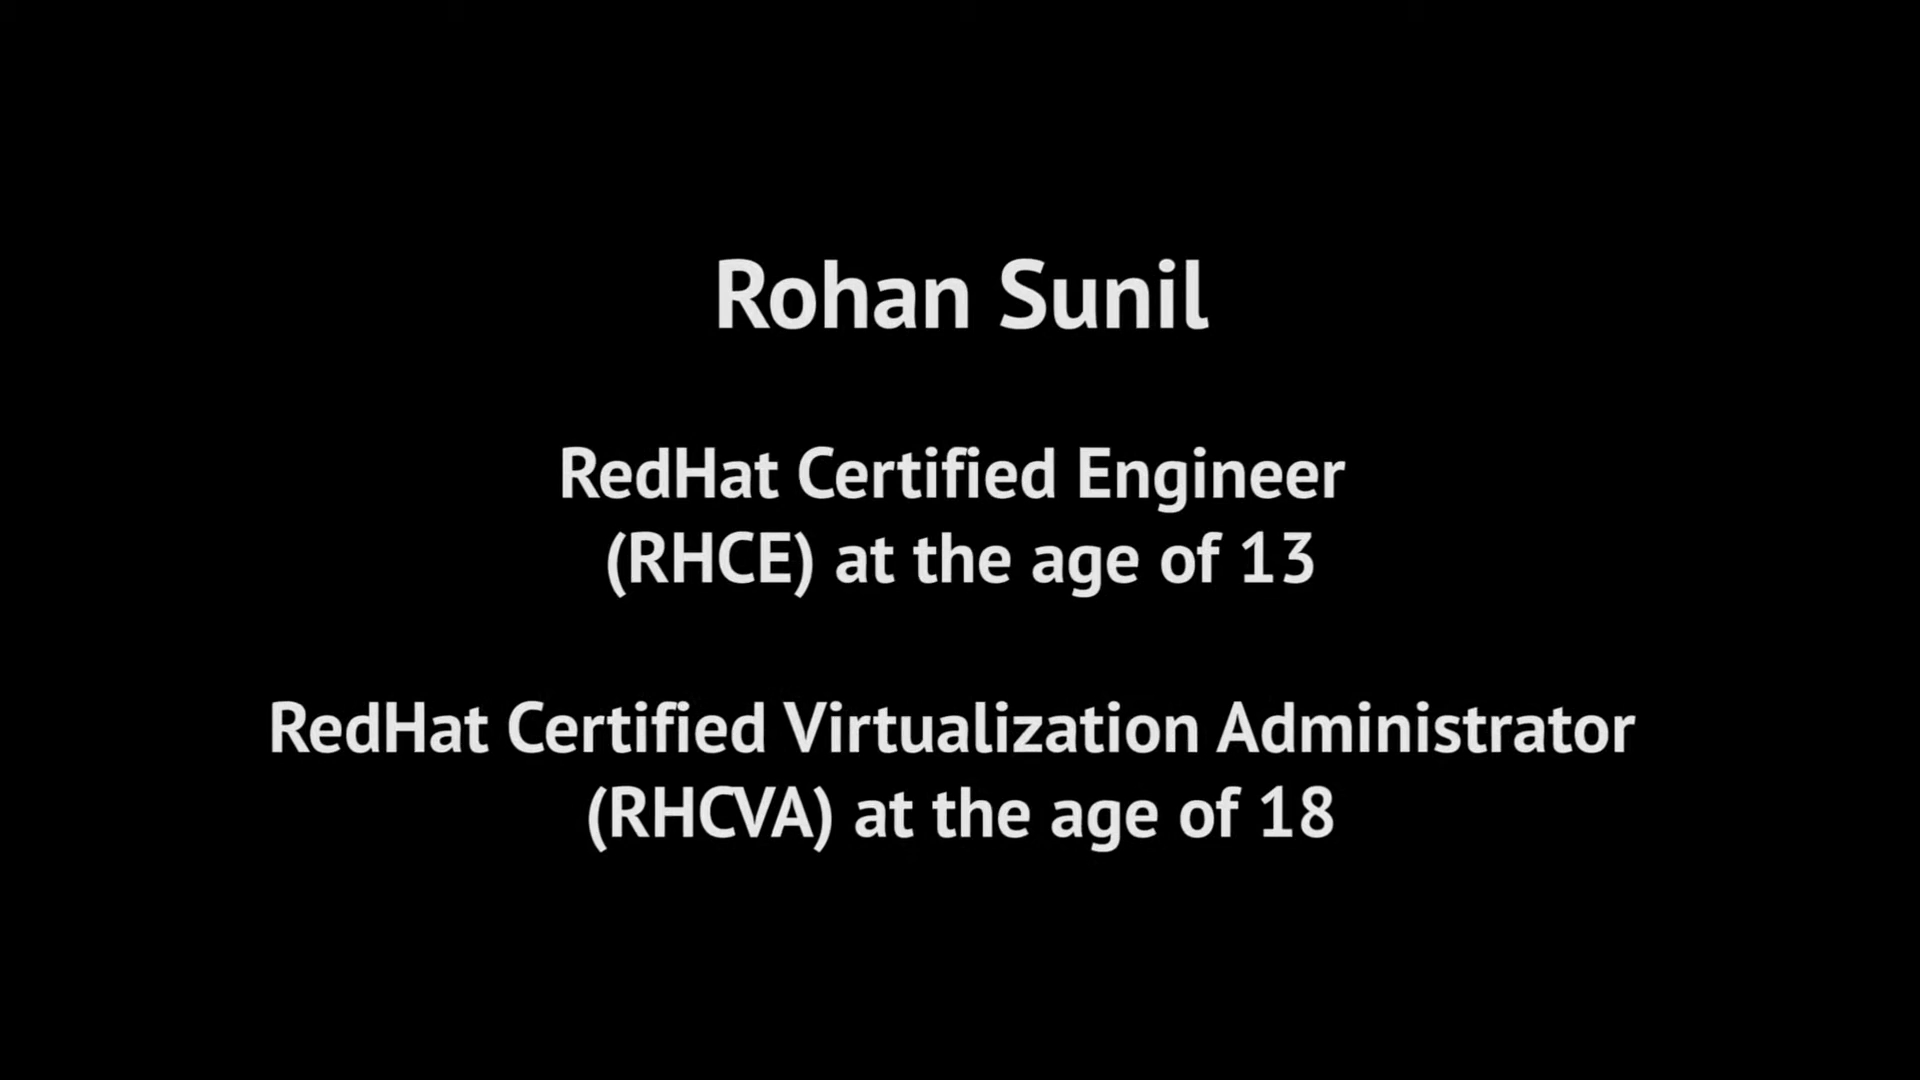 Rohan Sunil
RedHat Certified Engineer
(RHCE) at the age of 13
RedHat Certified Virtualization Administrator
(RHCVA) at the age of 18